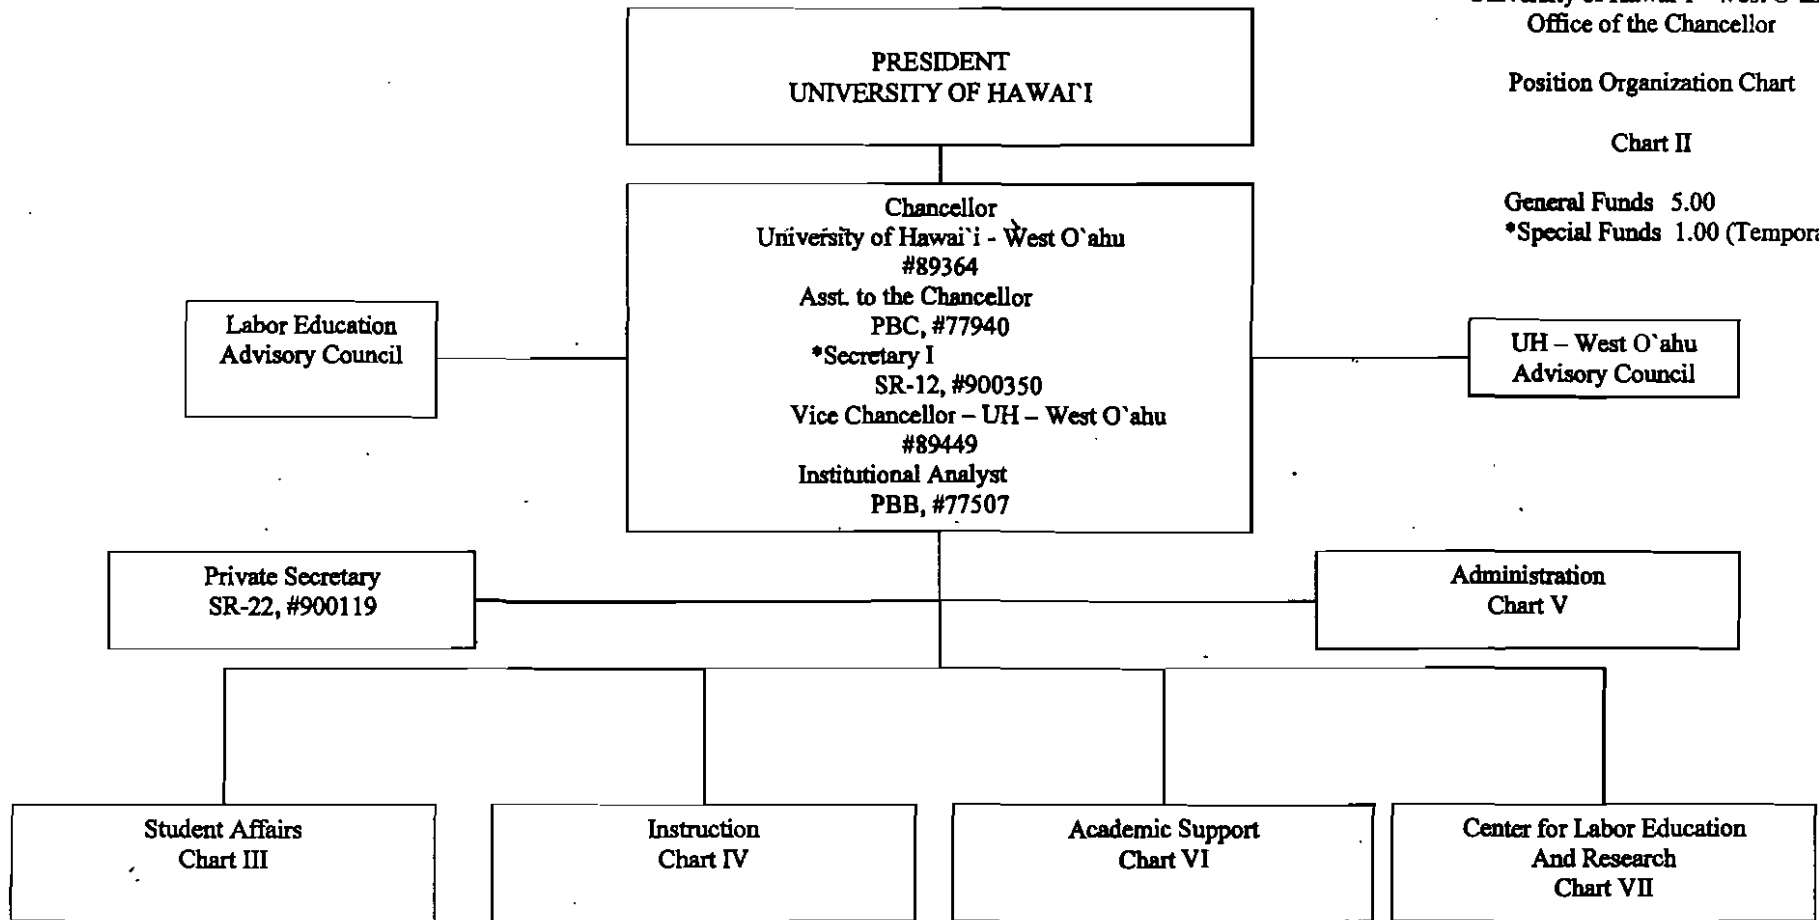 Office of the Chancellor
Position Organization Chart
Chart II
General Funds 5.00
*Special Funds 1.00
PRESIDENT
UNIVERSITY OF HAWAI`I
Chancellor
University of Hawai`i - West O`ahu
#89364
Asst. to the Chancellor
PBC, #77940
*Secretary I
SR-12, #900350
Vice Chancellor – UH – West O`ahu
#89449
Institutional Analyst
PBB, #77507
Labor Education
Advisory Council
UH – West O`ahu
Advisory Council
Private Secretary
SR-22, #900119
Administration
Chart V
Student Affairs
Chart III
Instruction
Chart IV
Academic Support
Chart VI
Center for Labor Education
And Research
Chart VII